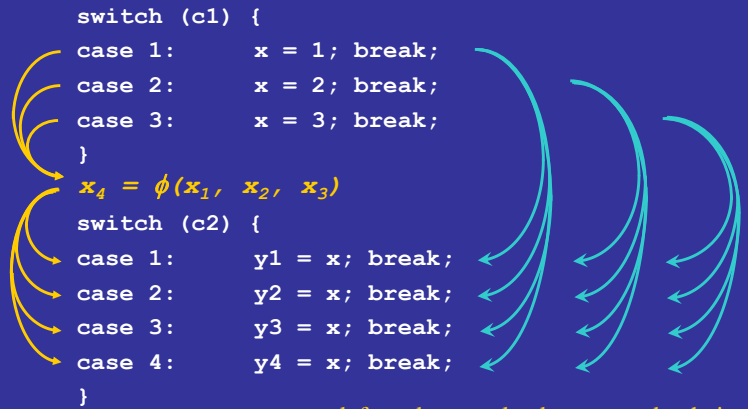 switch (c1) {
case 1: x = 1; break;
case 2: x = 2; break;
case 3: x = 3; break;
}
x₄ = ϕ(x₁, x₂, x₃)
switch (c2) {
case 1: y1 = x; break;
case 2: y2 = x; break;
case 3: y3 = x; break;
case 4: y4 = x; break;
}